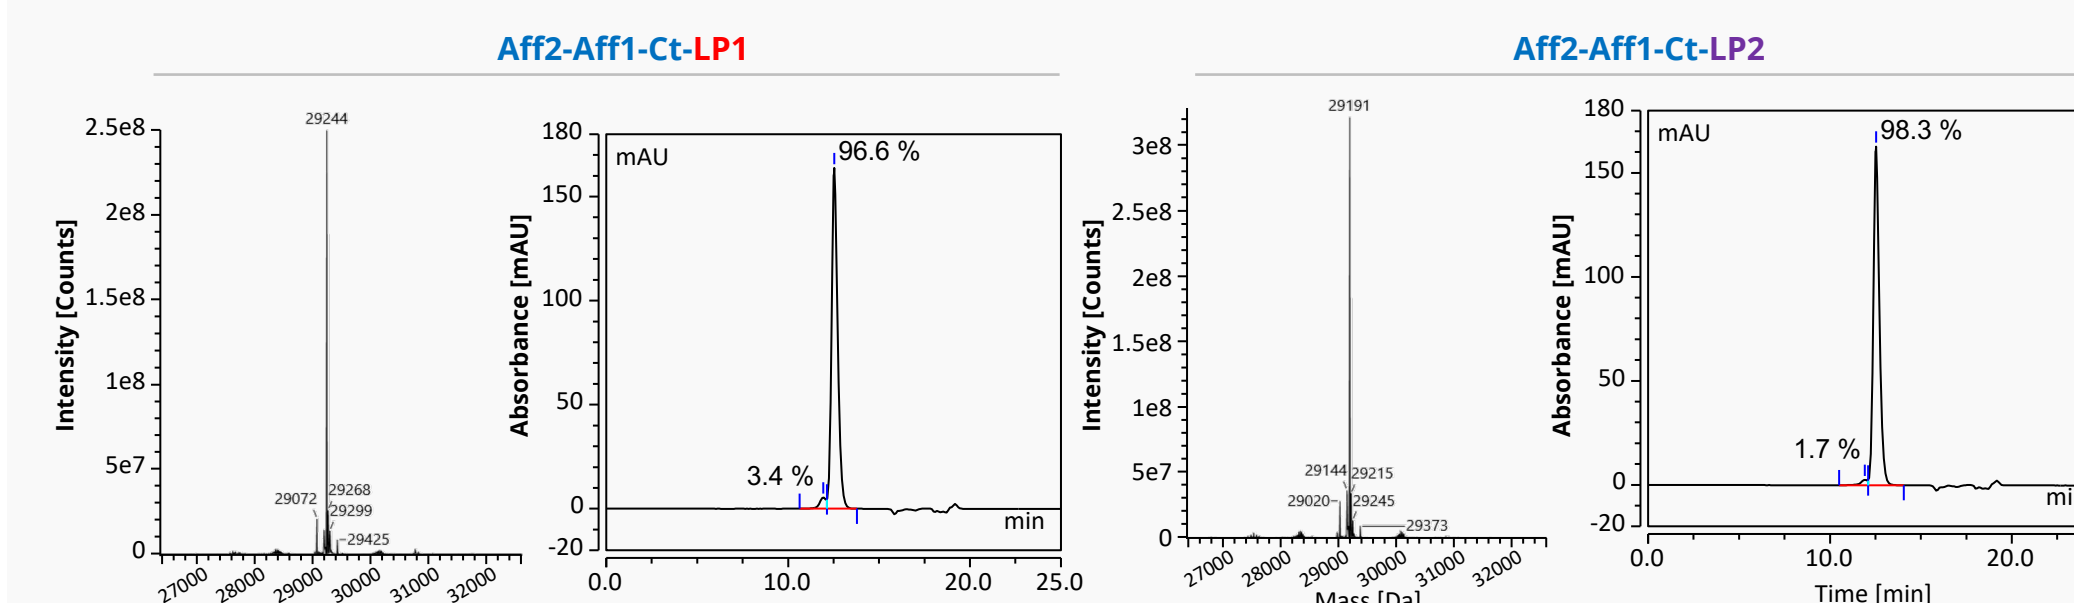 Aff2-Aff1-Ct-LP1
Intensity [Counts]
2.5e8
2e8
1.5e8
1e8
5e7
0
29244
29072
29268
29299
29425
27000
28000
29000
30000
31000
32000
Absorbance [mAU]
180
150
100
50
0
-20
mAU
96.6 %
3.4 %
min
0.0
10.0
20.0
25.0
Aff2-Aff1-Ct-LP2
Intensity [Counts]
3e8
2.5e8
2e8
1.5e8
1e8
5e7
0
29191
29144
29215
29020
29245
29373
27000
28000
29000
30000
31000
32000
Mass [Da]
Absorbance [mAU]
180
150
100
50
0
-20
mAU
98.3 %
1.7 %
mi
0.0
10.0
20.0
Time [min]